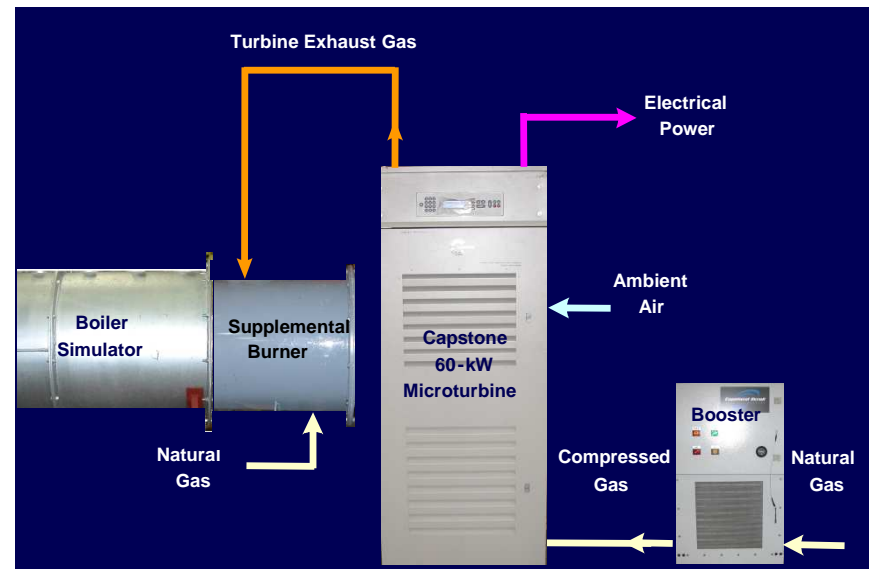 Turbine Exhaust Gas
Electrical
Power
Ambient
Air
Boiler
Simulator
Supplemental
Burner
Capstone
60-kW
Microturbine
Booster
Natural
Gas
Compressed
Gas
Natural
Gas